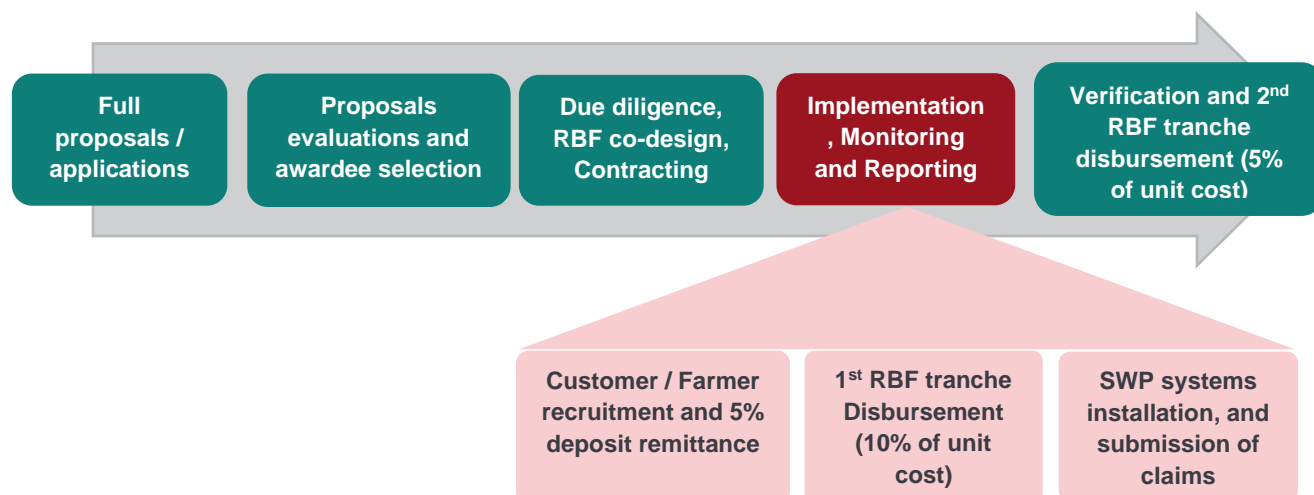 Full
proposals /
applications
Proposals
evaluations and
awardee selection
Due diligence,
RBF co-design,
Contracting
Implementation
, Monitoring
and Reporting
Verification and 2nd
RBF tranche
disbursement (5%
of unit cost)
Customer / Farmer
recruitment and 5%
deposit remittance
1st RBF tranche
Disbursement
(10% of unit
cost)
SWP systems
installation, and
submission of
claims